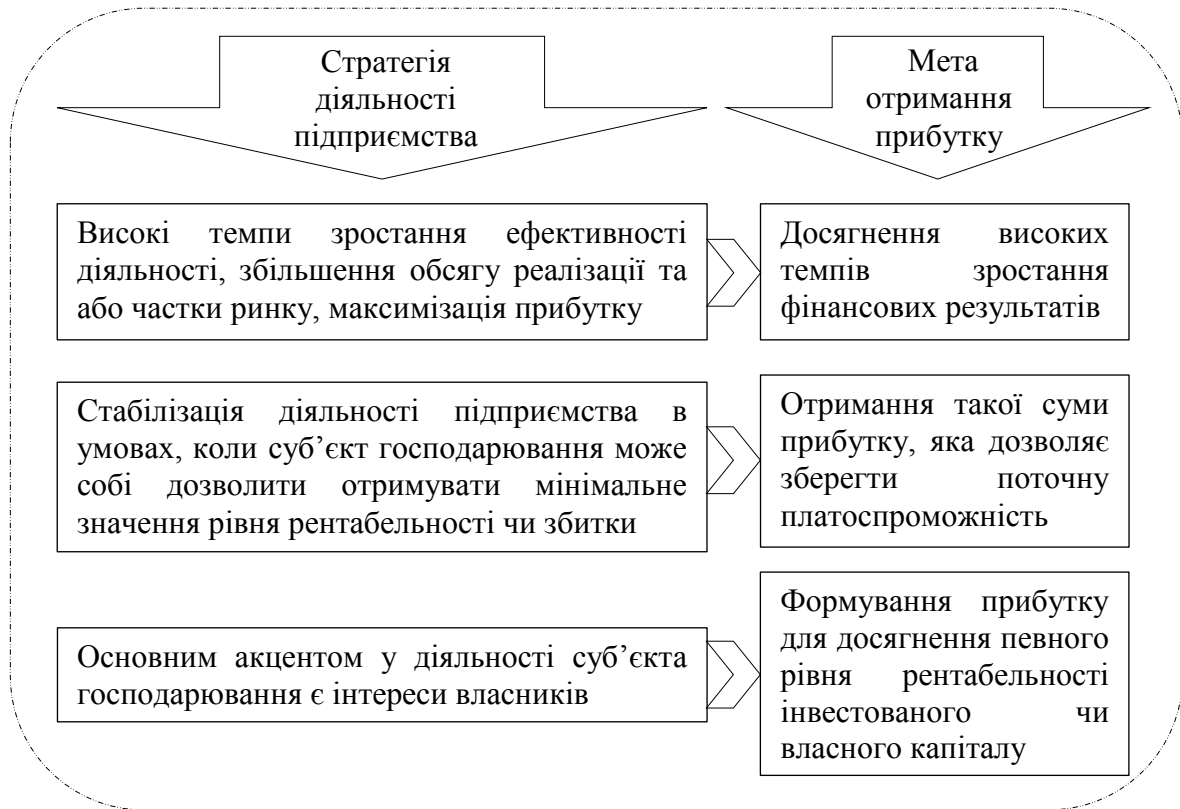 Стратегія
діяльності
підприємства
Мета
отримання
прибутку
Високі темпи зростання ефективності
діяльності, збільшення обсягу реалізації та
або частки ринку, максимізація прибутку
Досягнення високих
темпів зростання
фінансових результатів
Стабілізація діяльності підприємства в
умовах, коли суб’єкт господарювання може
собі дозволити отримувати мінімальне
значення рівня рентабельності чи збитки
Отримання такої суми
прибутку, яка дозволяє
зберегти поточну
платоспроможність
Основним акцентом у діяльності суб’єкта
господарювання є інтереси власників
Формування прибутку
для досягнення певного
рівня рентабельності
інвестованого чи
власного капіталу